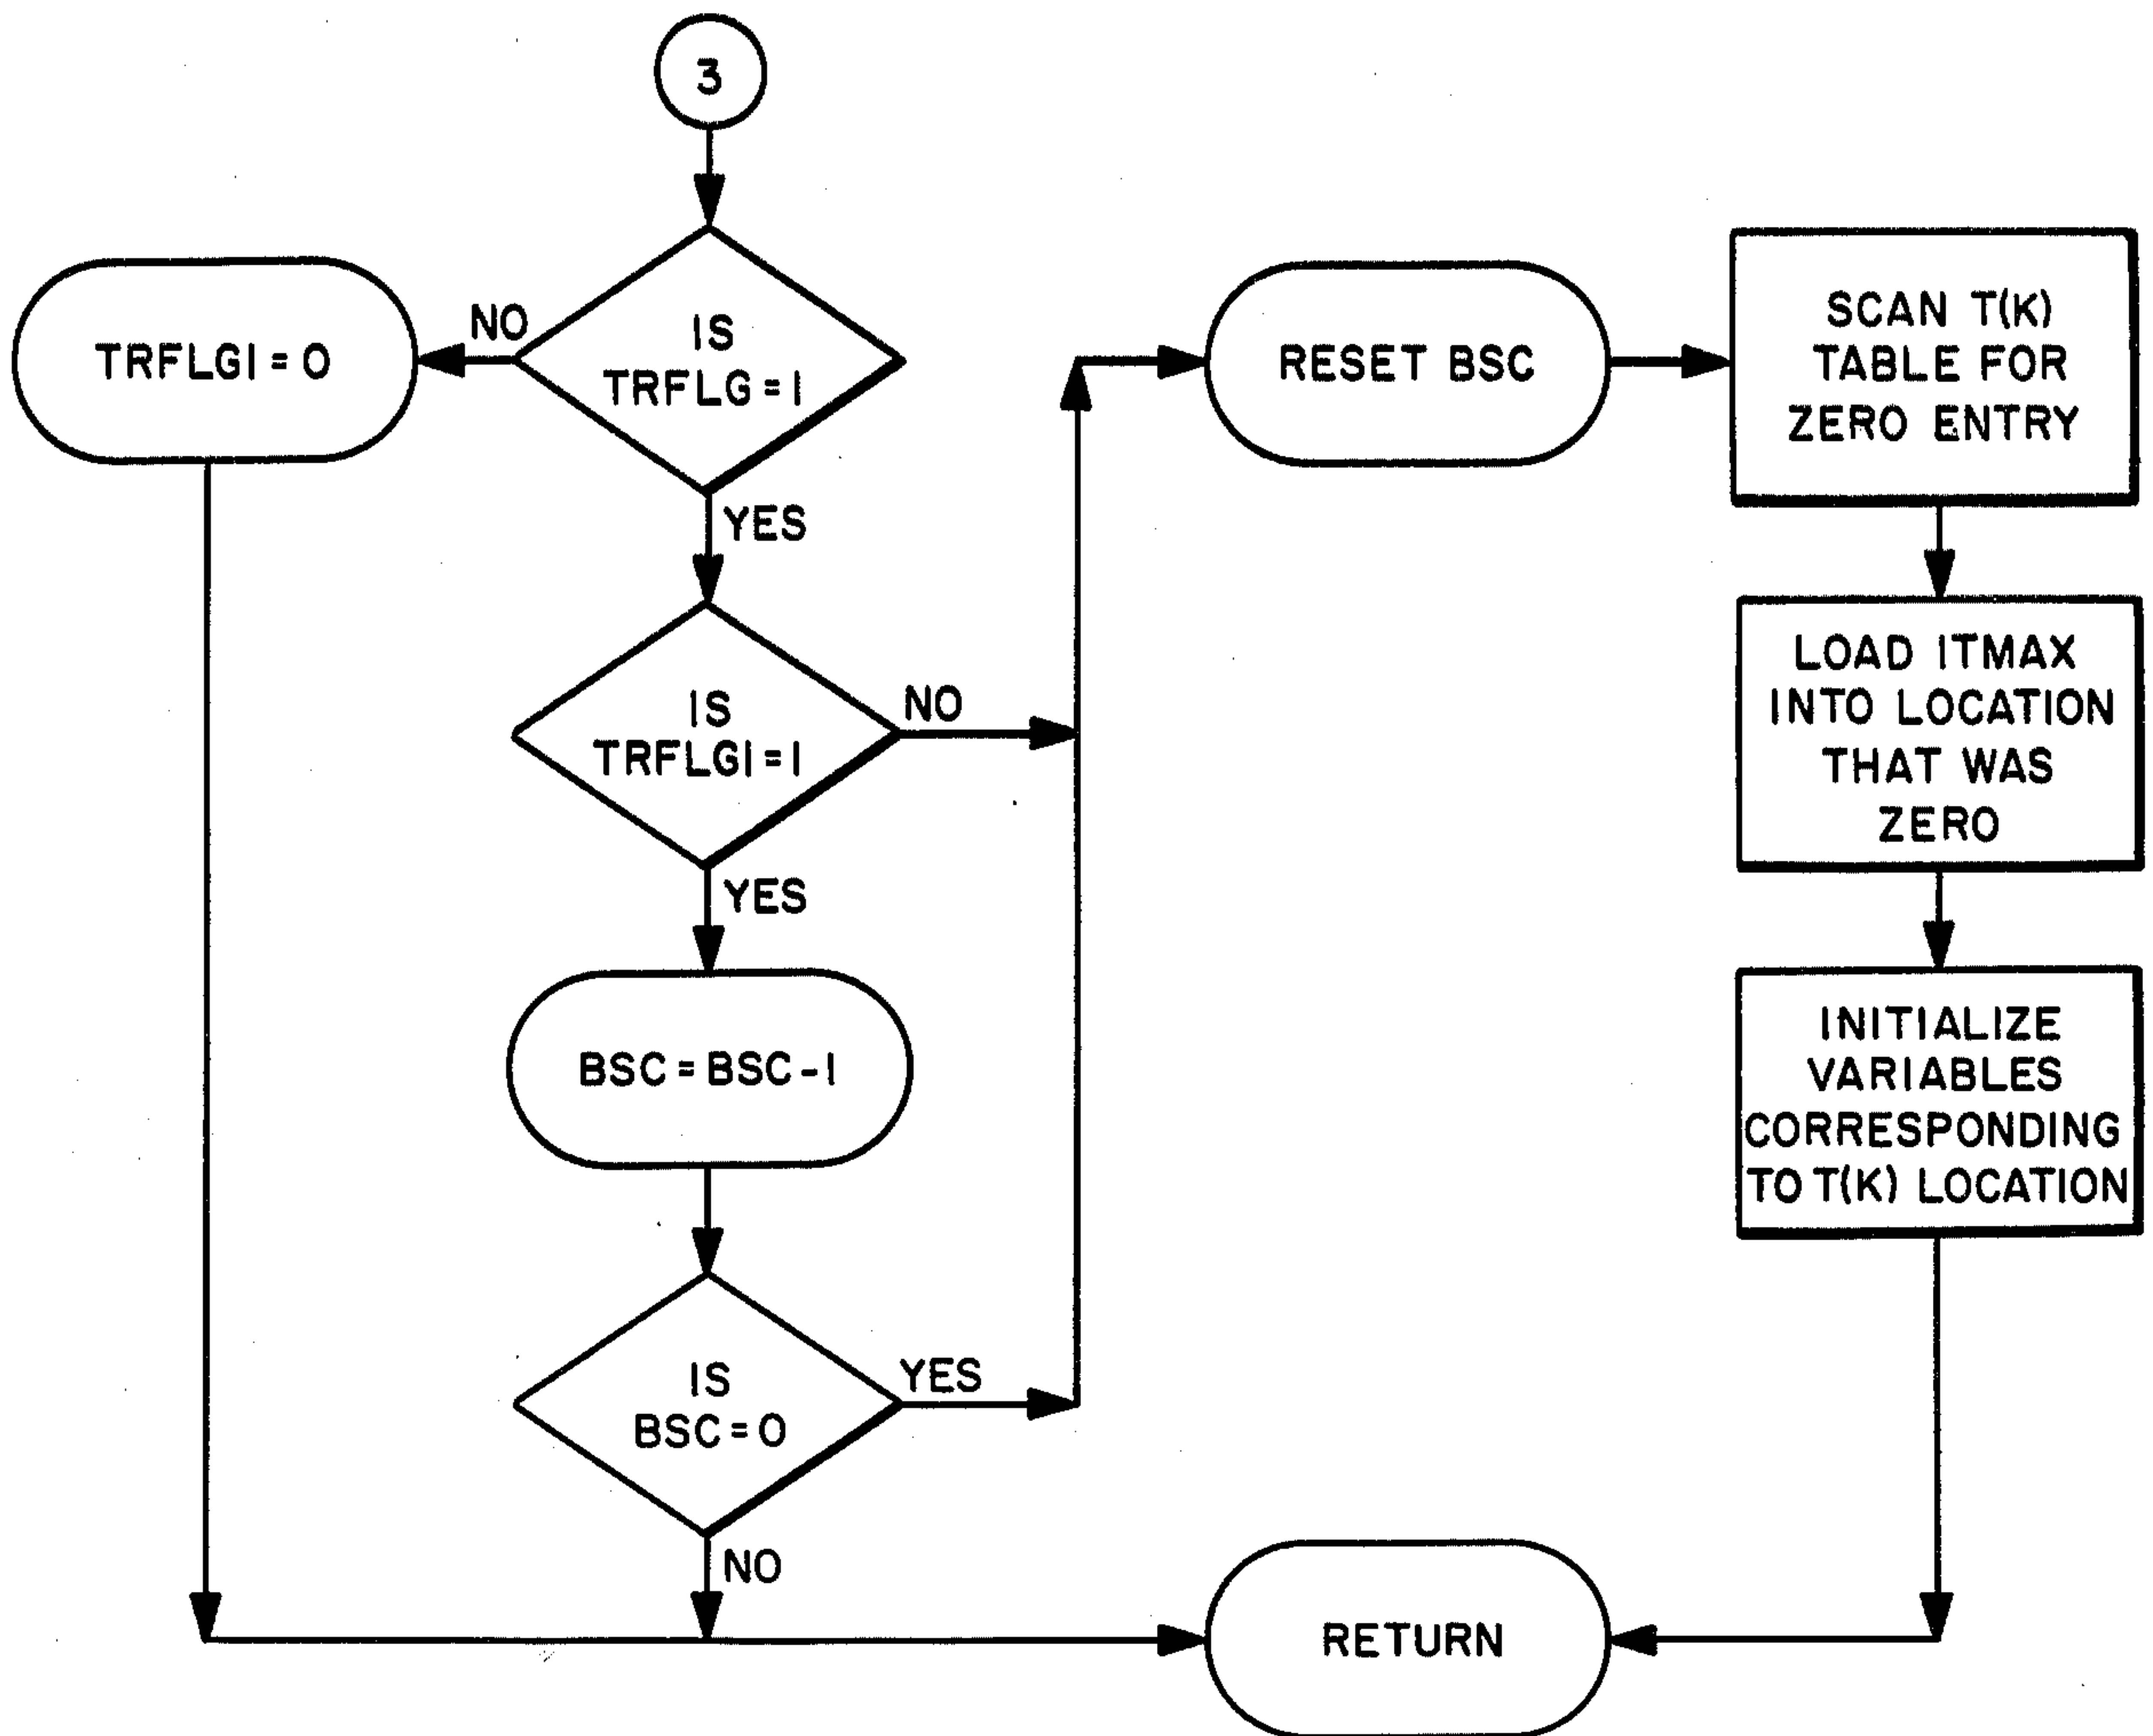 3
IS
TRFLG=1
NO
TRFLG1=0
YES
IS
TRFLG1=1
NO
YES
BSC=BSC-1
IS
BSC=0
YES
NO
RESET BSC
SCAN T(K)
TABLE FOR
ZERO ENTRY
LOAD ITMAX
INTO LOCATION
THAT WAS
ZERO
INITIALIZE
VARIABLES
CORRESPONDING
TO T(K) LOCATION
RETURN